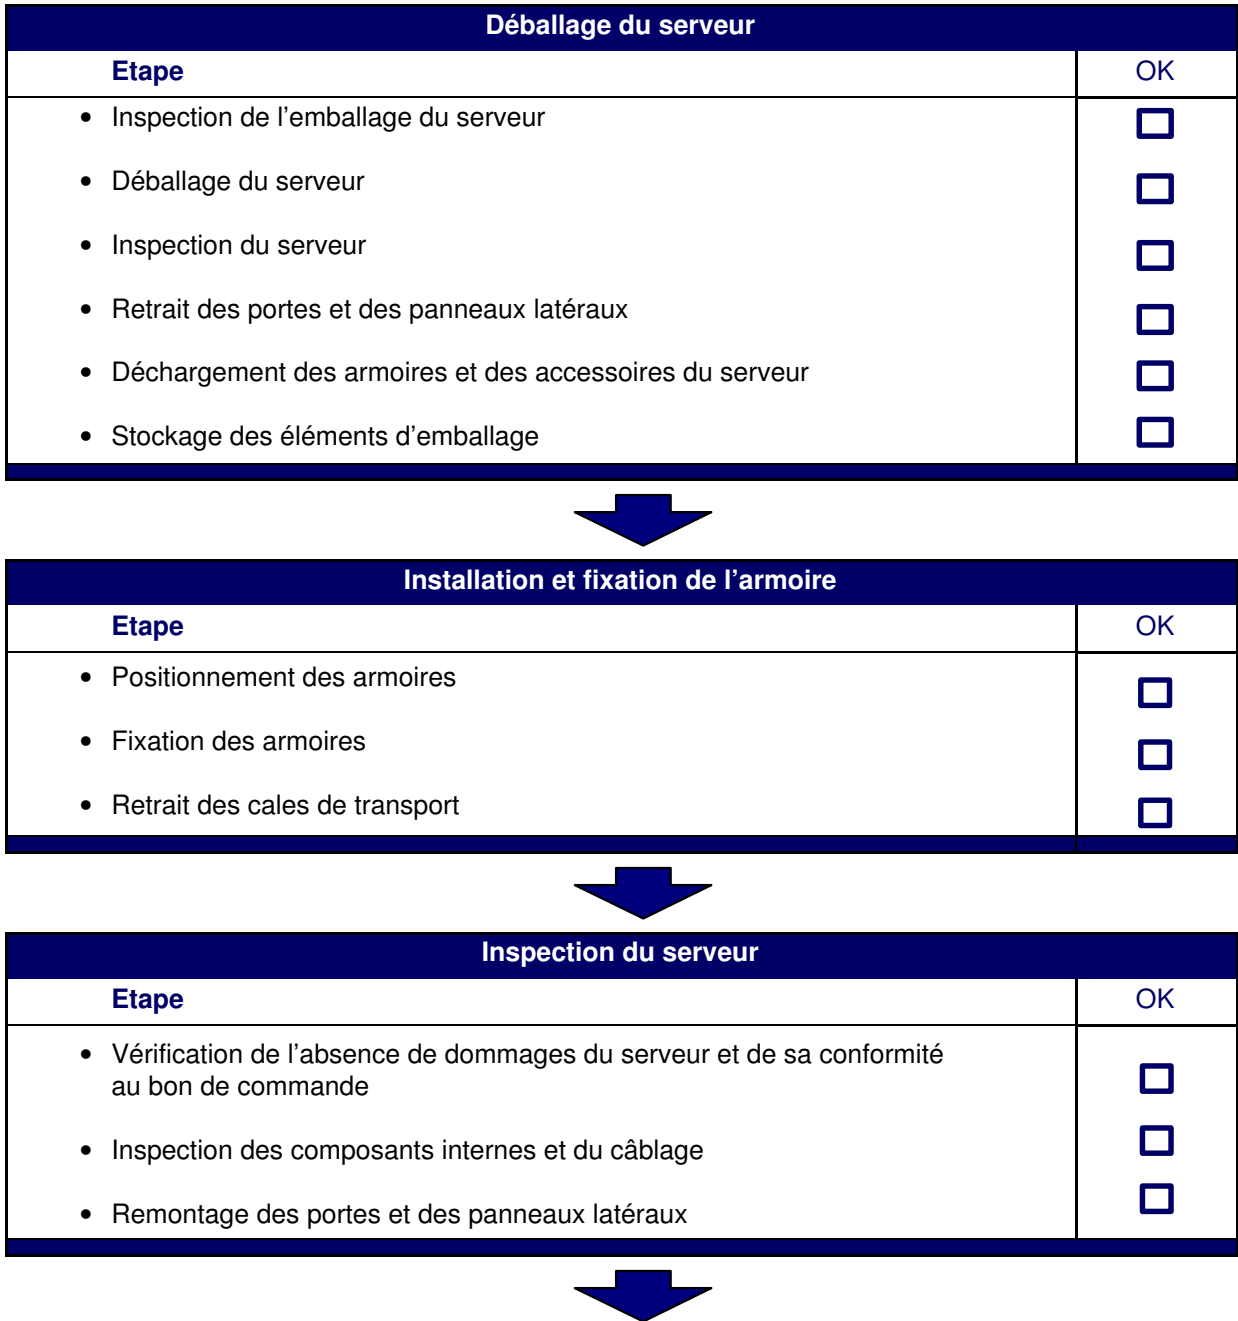 Déballage du serveur
Etape OK
• Inspection de l’emballage du serveur
• Déballage du serveur
• Inspection du serveur
• Retrait des portes et des panneaux latéraux
• Déchargement des armoires et des accessoires du serveur
• Stockage des éléments d’emballage
Installation et fixation de l’armoire
Etape OK
• Positionnement des armoires
• Fixation des armoires
• Retrait des cales de transport
Inspection du serveur
Etape OK
• Vérification de l’absence de dommages du serveur et de sa conformité
au bon de commande
• Inspection des composants internes et du câblage
• Remontage des portes et des panneaux latéraux